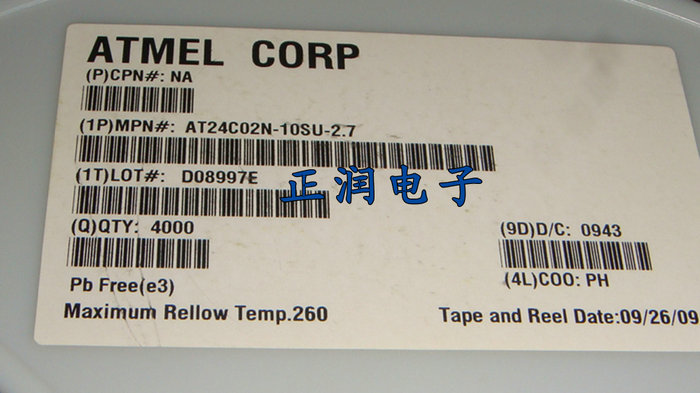 ATMEL CORP
(P)CPN#: NA
(1P)MPN#: AT24C02N-10SU-2.7
(1T)LOT#: D08997E
正润电子
(Q)QTY: 4000
(9D)D/C: 0943
(4L)COO: PH
Pb Free(e3)
Maximum Rellow Temp.260
Tape and Reel Date:09/26/09